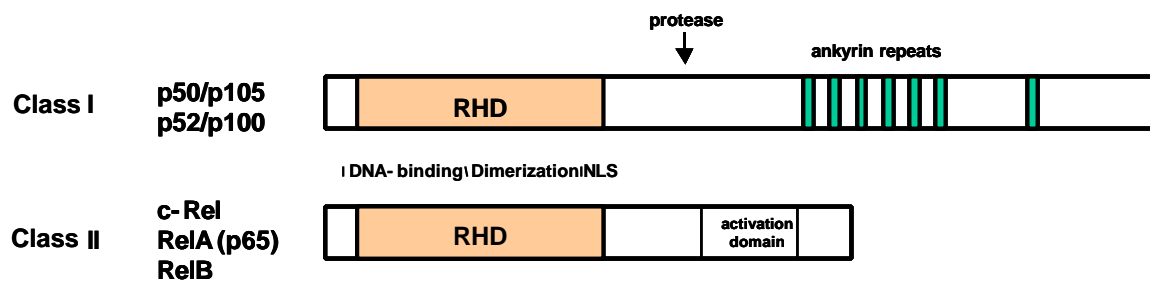 protease
ankyrin repeats
Class I
p50/p105
p52/p100
RHD
DNA- binding Dimerization NLS
Class II
c- Rel
RelA (p65)
RelB
RHD
activation
domain